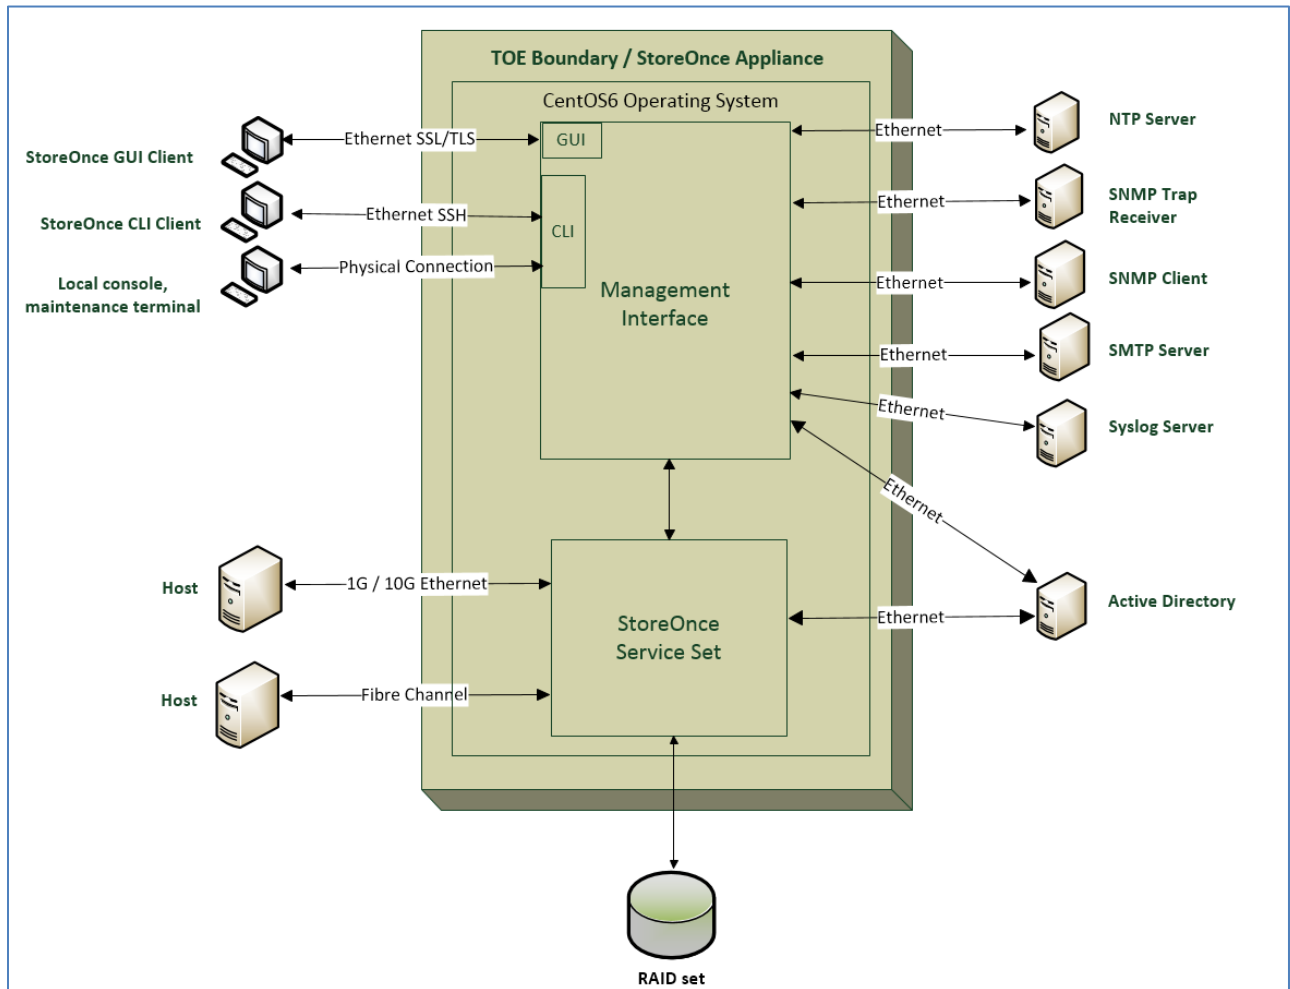 TOE Boundary / StoreOnce Appliance
CentOS6 Operating System
StoreOnce GUI Client
Ethernet SSL/TLS
GUI
Ethernet
NTP Server
StoreOnce CLI Client
Ethernet SSH
CLI
Ethernet
SNMP Trap
Receiver
Local console,
maintenance terminal
Physical Connection
Management
Interface
Ethernet
SNMP Client
Ethernet
SMTP Server
Ethernet
Syslog Server
Ethernet
Host
1G / 10G Ethernet
StoreOnce
Service Set
Ethernet
Active Directory
Host
Fibre Channel
RAID set